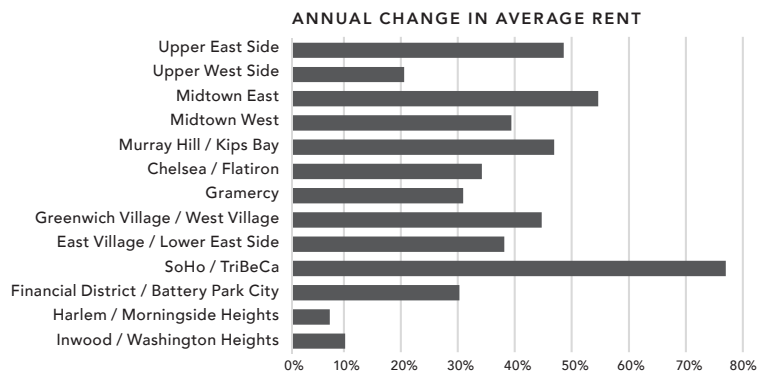 ANNUAL CHANGE IN AVERAGE RENT
Upper East Side
Upper West Side
Midtown East
Midtown West
Murray Hill / Kips Bay
Chelsea / Flatiron
Gramercy
Greenwich Village / West Village
East Village / Lower East Side
SoHo / TriBeCa
Financial District / Battery Park City
Harlem / Morningside Heights
Inwood / Washington Heights
0% 10% 20% 30% 40% 50% 60% 70% 80%